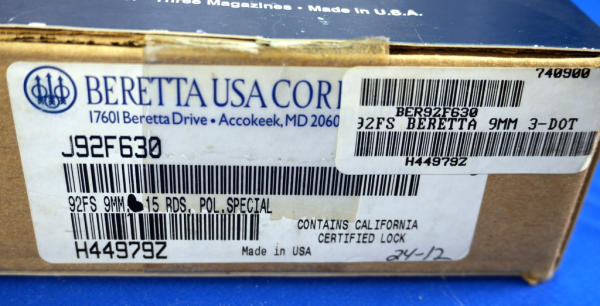 Three Magazines - Made in U.S.A.
BERETTA USA COR
17601 Beretta Drive • Accokeek, MD 2060
J92F630
92FS 9MM, 15 RDS, POL.SPECIAL
H44979Z
CONTAINS CALIFORNIA
CERTIFIED LOCK
Made in USA
24-12
740900
BER92F630
92FS BERETTA 9MM 3-DOT
H44979Z